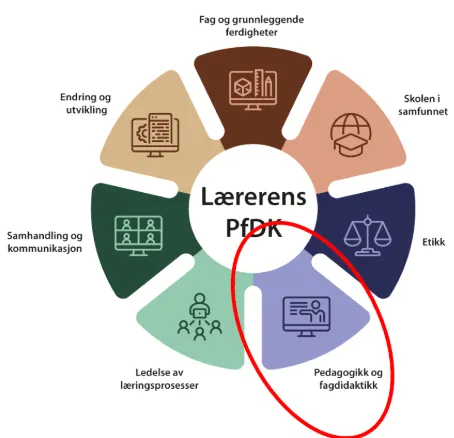 Fag og grunnleggende
ferdigheter
Endring og
utvikling
Skolen i
samfunnet
Lærerens
PfDK
Samhandling og
kommunikasjon
Etikk
Ledelse av
læringsprosesser
Pedagogikk og
fagdidaktikk